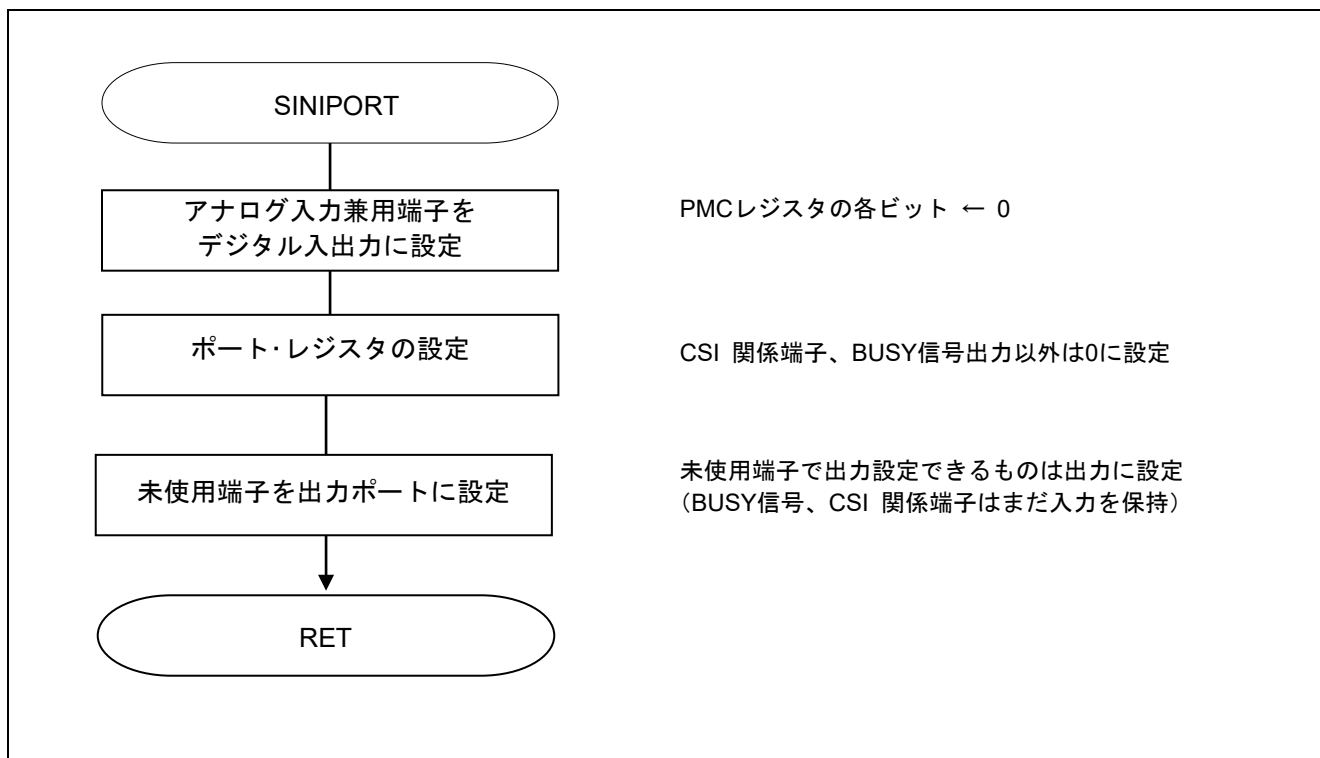 SINIPORT
アナログ入力兼用端子を
デジタル入出力に設定
PMCレジスタの各ビット ← 0
ポート・レジスタの設定
CSI 関係端子、BUSY信号出力以外は0に設定
未使用端子を出力ポートに設定
未使用端子で出力設定できるものは出力に設定
（BUSY信号、CSI 関係端子はまだ入力を保持）
RET